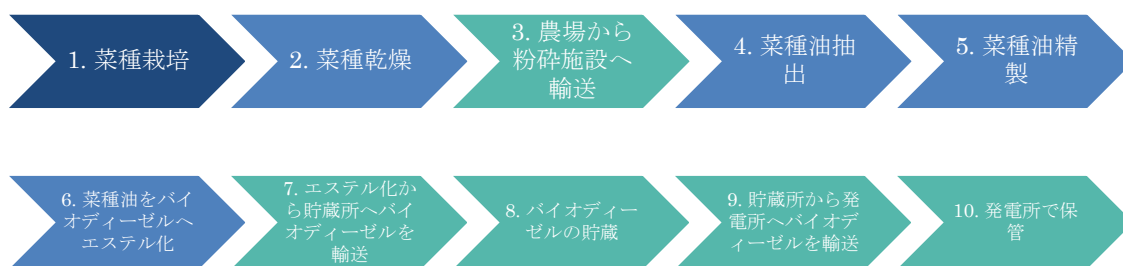 1. 菜種栽培
2. 菜種乾燥
3. 農場から
粉砕施設へ
輸送
4. 菜種油抽
出
5. 菜種油精
製
6. 菜種油をバイ
オディーゼルへ
エステル化
7. エステル化か
ら貯蔵所へバイ
オディーゼルを
輸送
8. バイオディー
ゼルの貯蔵
9. 貯蔵所から発
電所へバイオデ
ィーゼルを輸送
10. 発電所で保
管